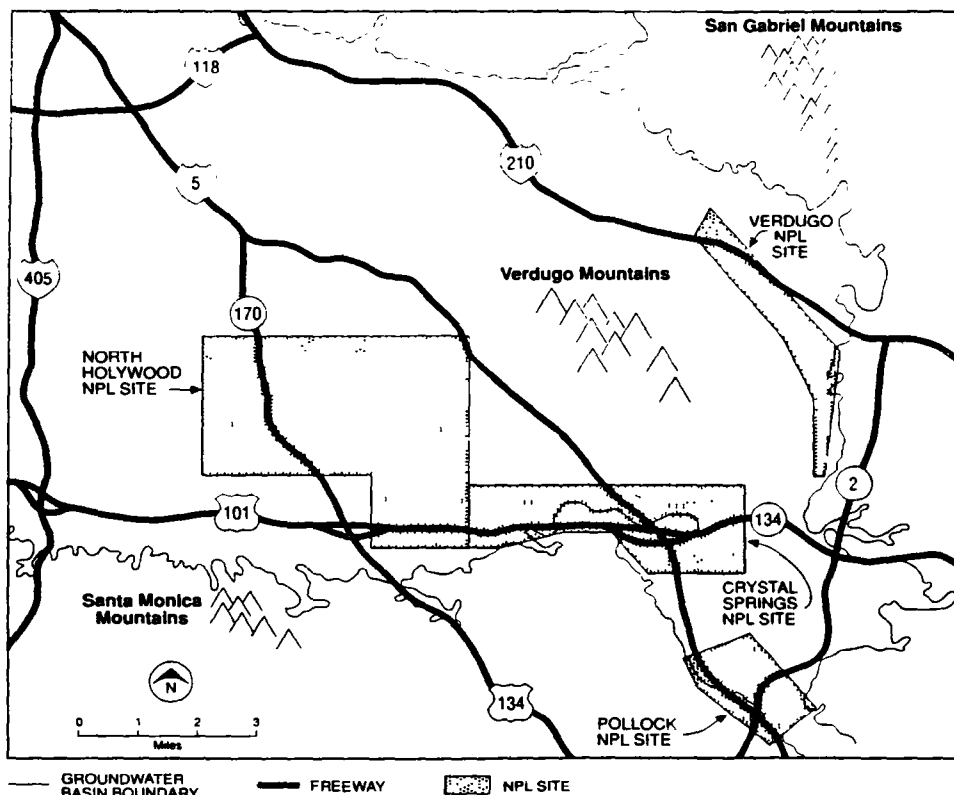 San Gabriel Mountains
118
210
5
VERDUGO
NPL
SITE
405
Verdugo Mountains
170
NORTH
HOLYWOOD
NPL SITE
2
101
134
CRYSTAL
SPRINGS
NPL SITE
Santa Monica
Mountains
N
134
0 1 2 3
Miles
POLLOCK
NPL SITE
GROUNDWATER
BASIN BOUNDARY
FREEWAY
NPL SITE